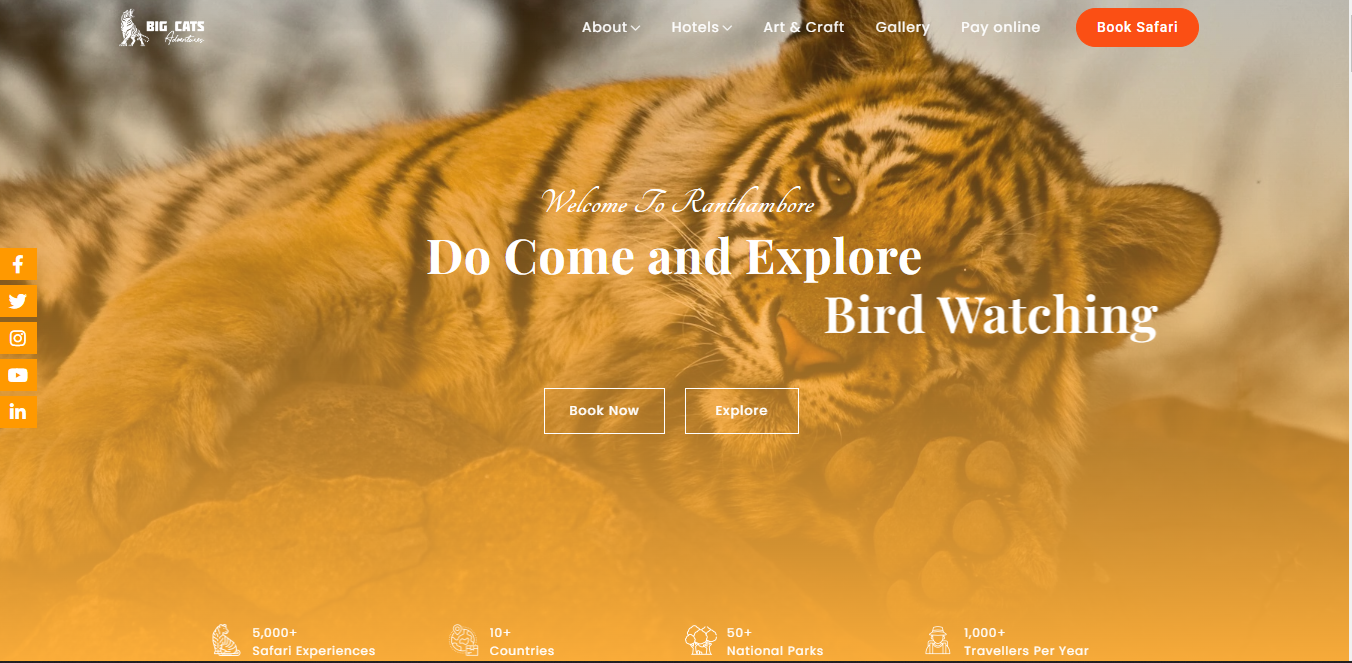 BIG CATS
Adventures
About
Hotels
Art & Craft
Gallery
Pay online
Book Safari
Welcome To Ranthambore
Do Come and Explore
Bird Watching
Book Now
Explore
5,000+
Safari Experiences
10+
Countries
50+
National Parks
1,000+
Travellers Per Year